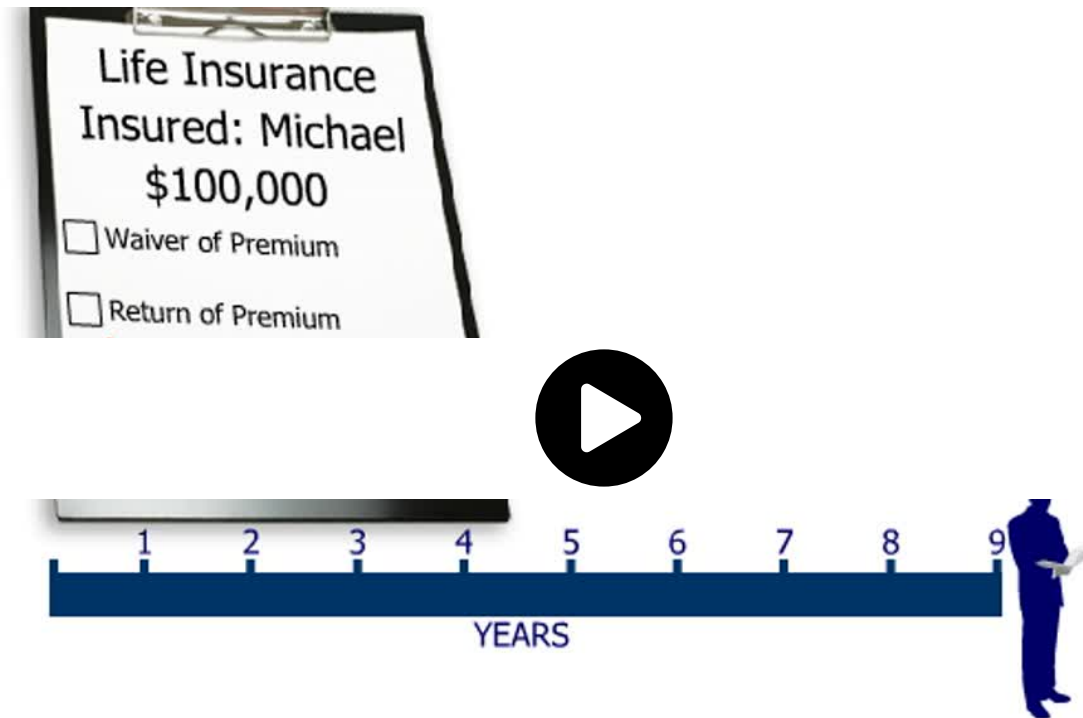 Life Insurance
Insured: Michael
$100,000
Waiver of Premium
Return of Premium
1 2 3 4 5 6 7 8 9
YEARS